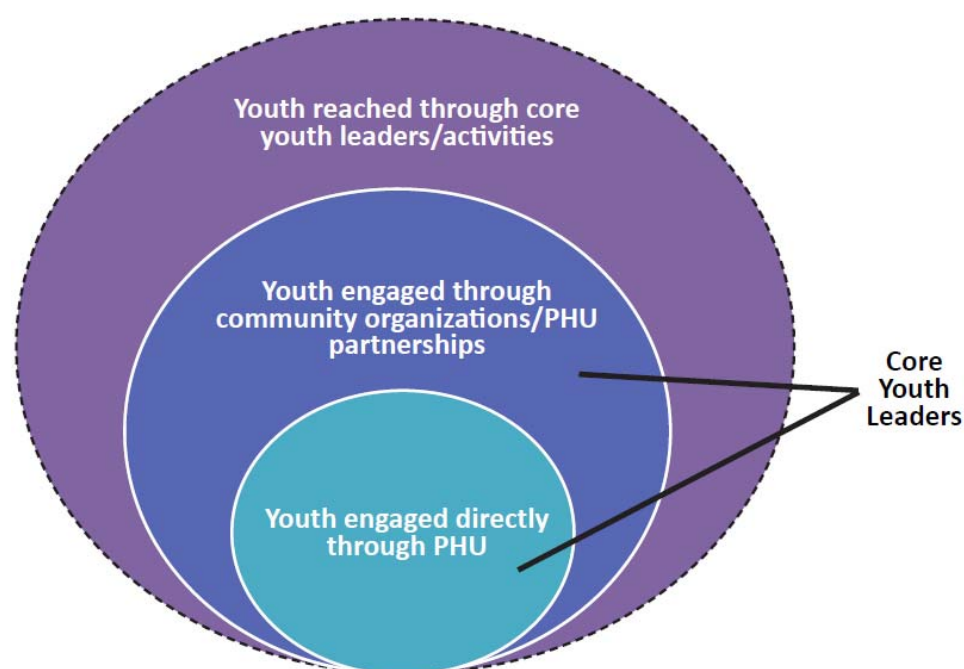 Youth reached through core
youth leaders/activities
Youth engaged through
community organizations/PHU
partnerships
Core
Youth
Leaders
Youth engaged directly
through PHU